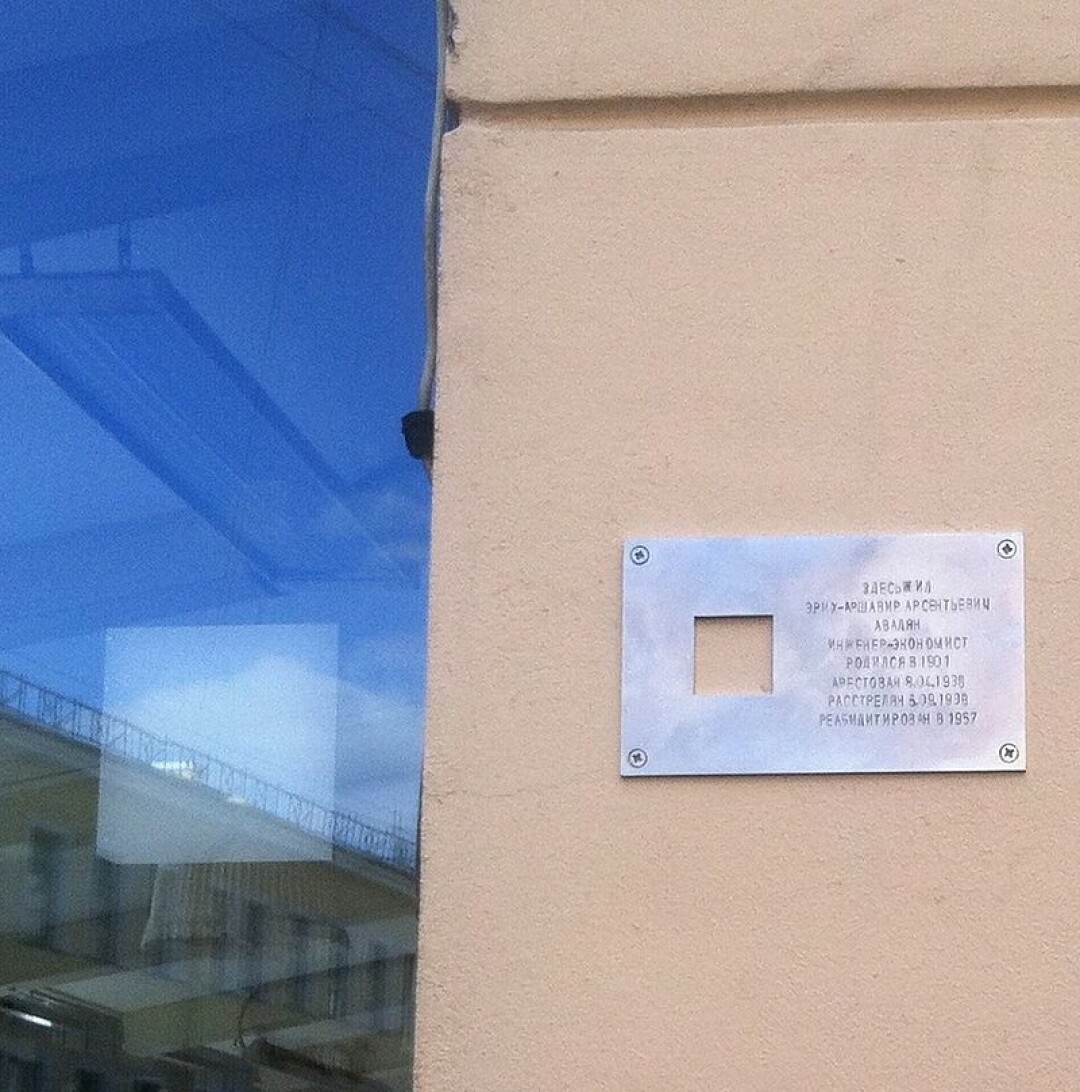 ЗДЕСЬ ЖИЛ
ЭРИХ-АРШАВИР АРСЕНТЬЕВИЧ
АВАЛЯН
ИНЖЕНЕР-ЭКОНОМИСТ
РОДИЛСЯ В 1901
АРЕСТОВАН 8.04.1938
РАССТРЕЛЯН 6.09.1938
РЕАБИЛИТИРОВАН В 1957